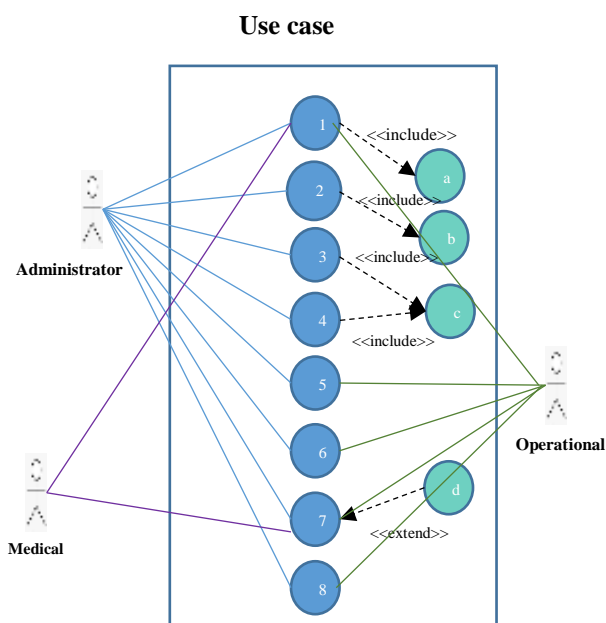 Use case
1
<<include>>
a
2
<<include>>
b
Administrator
3
<<include>>
c
4
<<include>>
5
Operational
6
d
7
<<extend>>
Medical
8